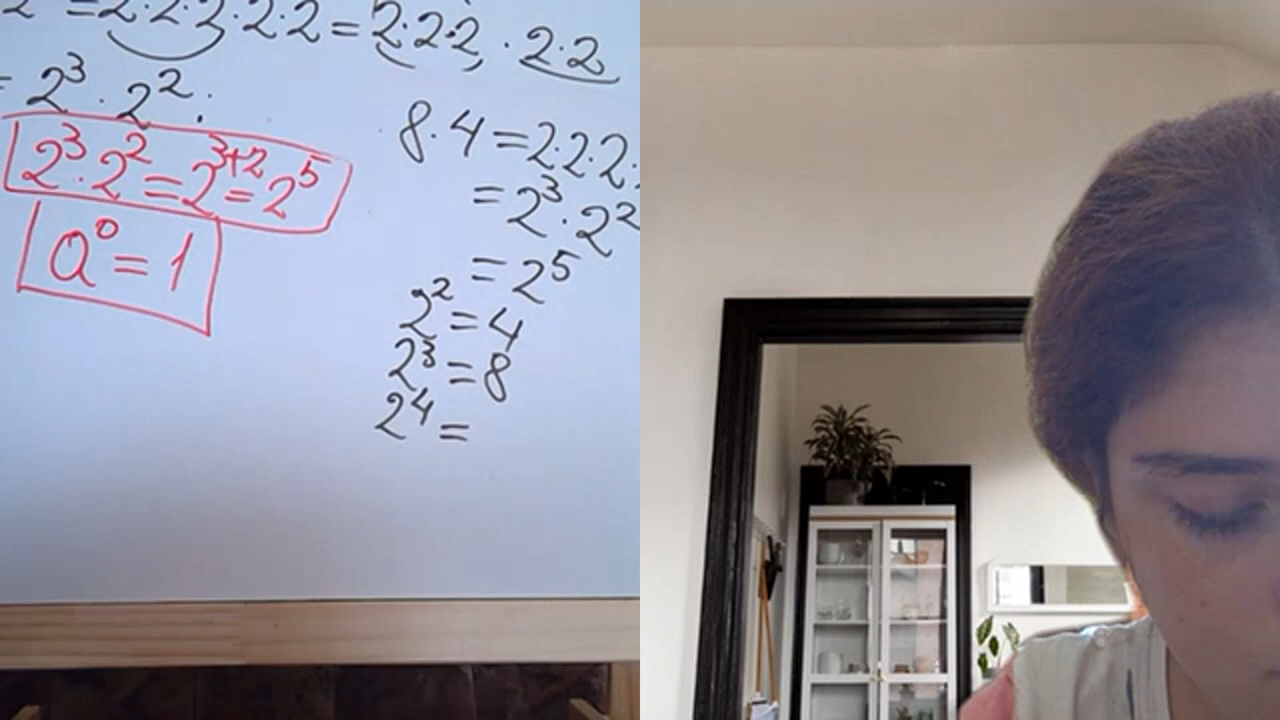 2 = 2·2·2·2·2 = 2·2·2, · 2·2
= 2³ · 2² :
2³·2² = 2³⁺² = 2⁵
a⁰ = 1
8·4 = 2·2·2·
= 2³·2²
= 2⁵
2² = 4
2³ = 8
2⁴ =